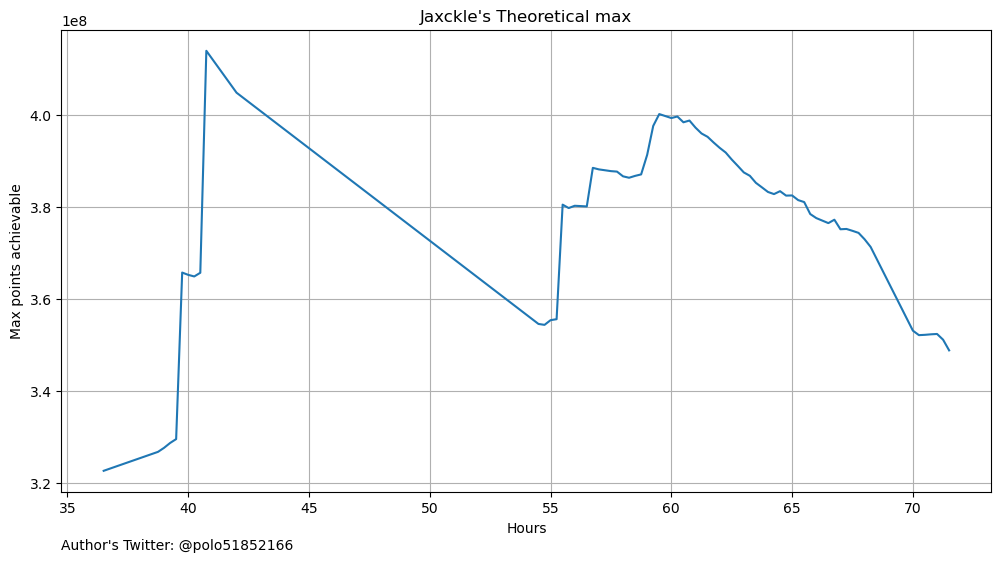 Jaxckle's Theoretical max
1e8
Max points achievable
4.0
3.8
3.6
3.4
3.2
35 40 45 50 55 60 65 70
Hours
Author's Twitter: @polo51852166